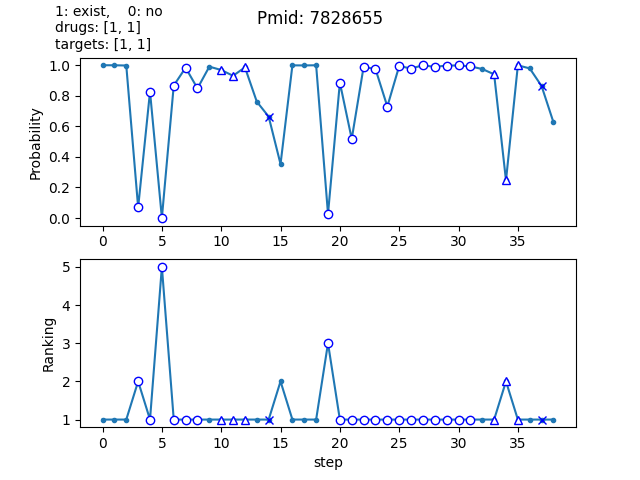 1: exist,    0: no
drugs: [1, 1]
targets: [1, 1]
Pmid: 7828655
1.0
0.8
0.6
0.4
0.2
0.0
Probability
0 5 10 15 20 25 30 35
5
4
3
2
1
Ranking
0 5 10 15 20 25 30 35
step